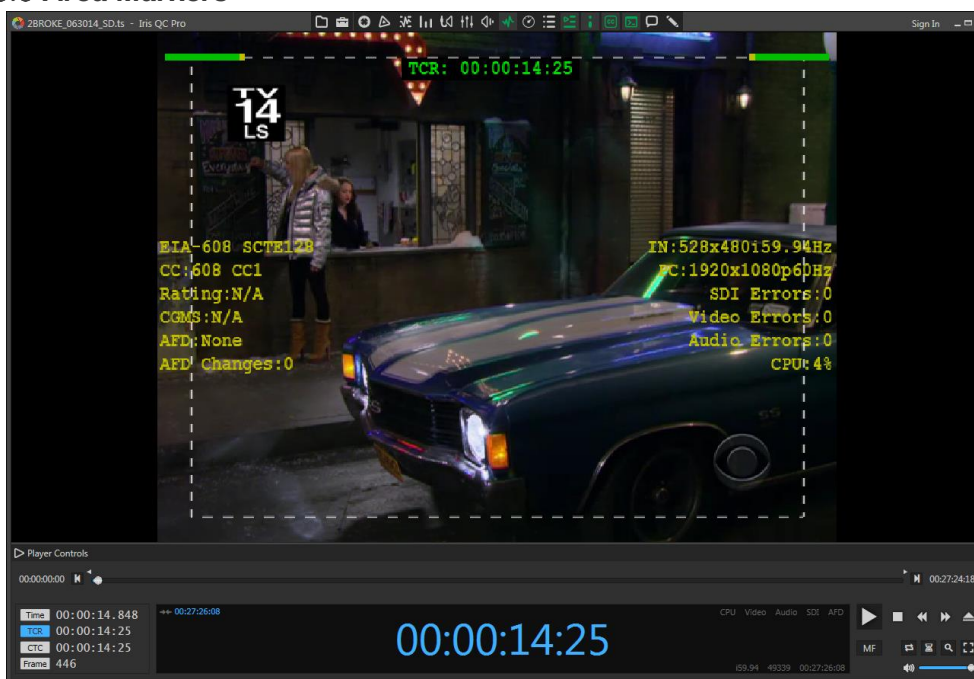 2BROKE_063014_SD.ts - Iris QC Pro
Sign In
TCR: 00:00:14:25
TV
14
LS
Everyday
EIA-608 SCTE128
CC:608 CC1
Rating:N/A
CGMS:N/A
AFD:None
AFD Changes:0
IN:528x480i59.94Hz
PC:1920x1080p60Hz
SDI Errors:0
Video Errors:0
Audio Errors:0
CPU:4%
SS
Player Controls
00:00:00:00
00:27:24:18
Time 00:00:14.848
TCR 00:00:14:25
CTC 00:00:14:25
Frame 446
00:27:26:08
CPU Video Audio SDI AFD
00:00:14:25
i59.94 49339 00:27:26:08
MF